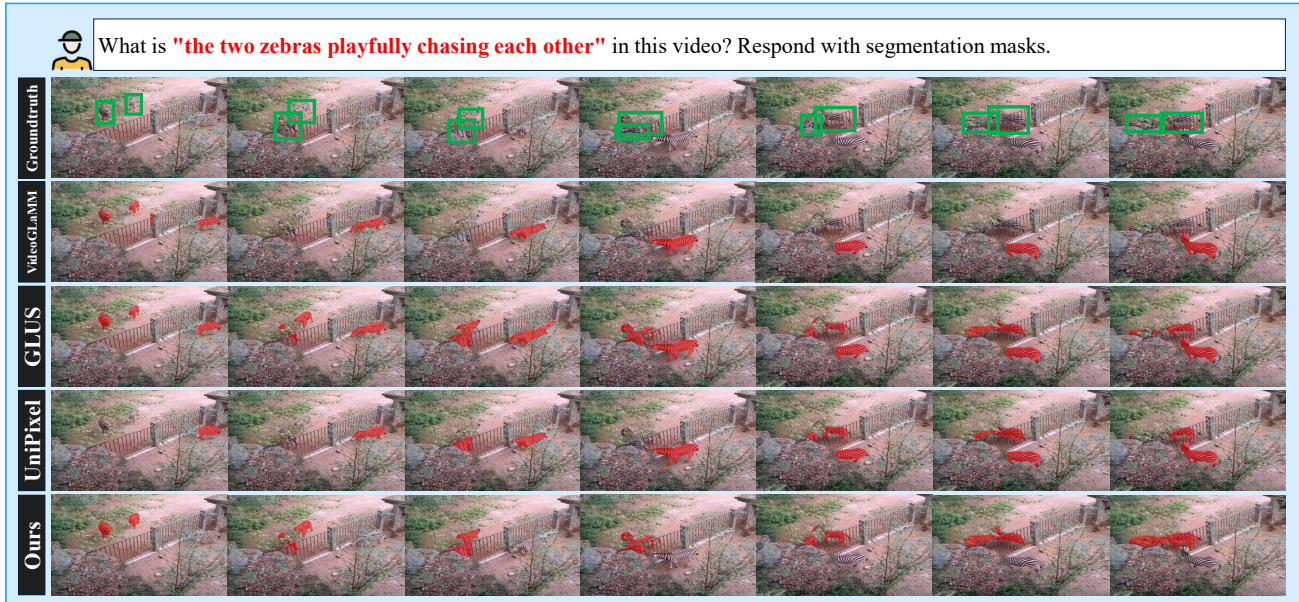 What is "the two zebras playfully chasing each other" in this video? Respond with segmentation masks.
Groundtruth
VideoGLaMM
GLUS
UniPixel
Ours